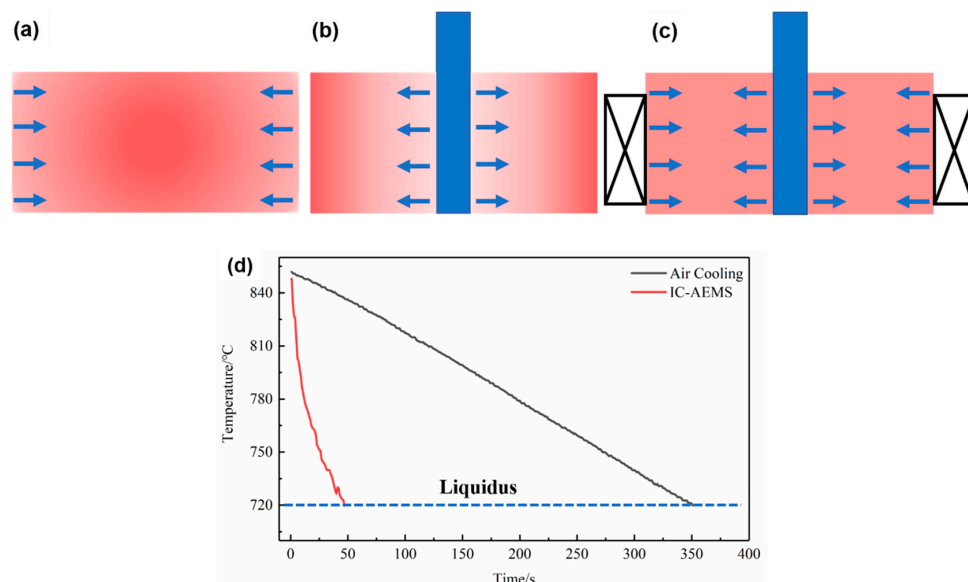 (a)
(b)
(c)
(d)
Air Cooling
IC-AEMS
840
810
780
750
720
Temperature/°C
Liquidus
0 50 100 150 200 250 300 350 400
Time/s